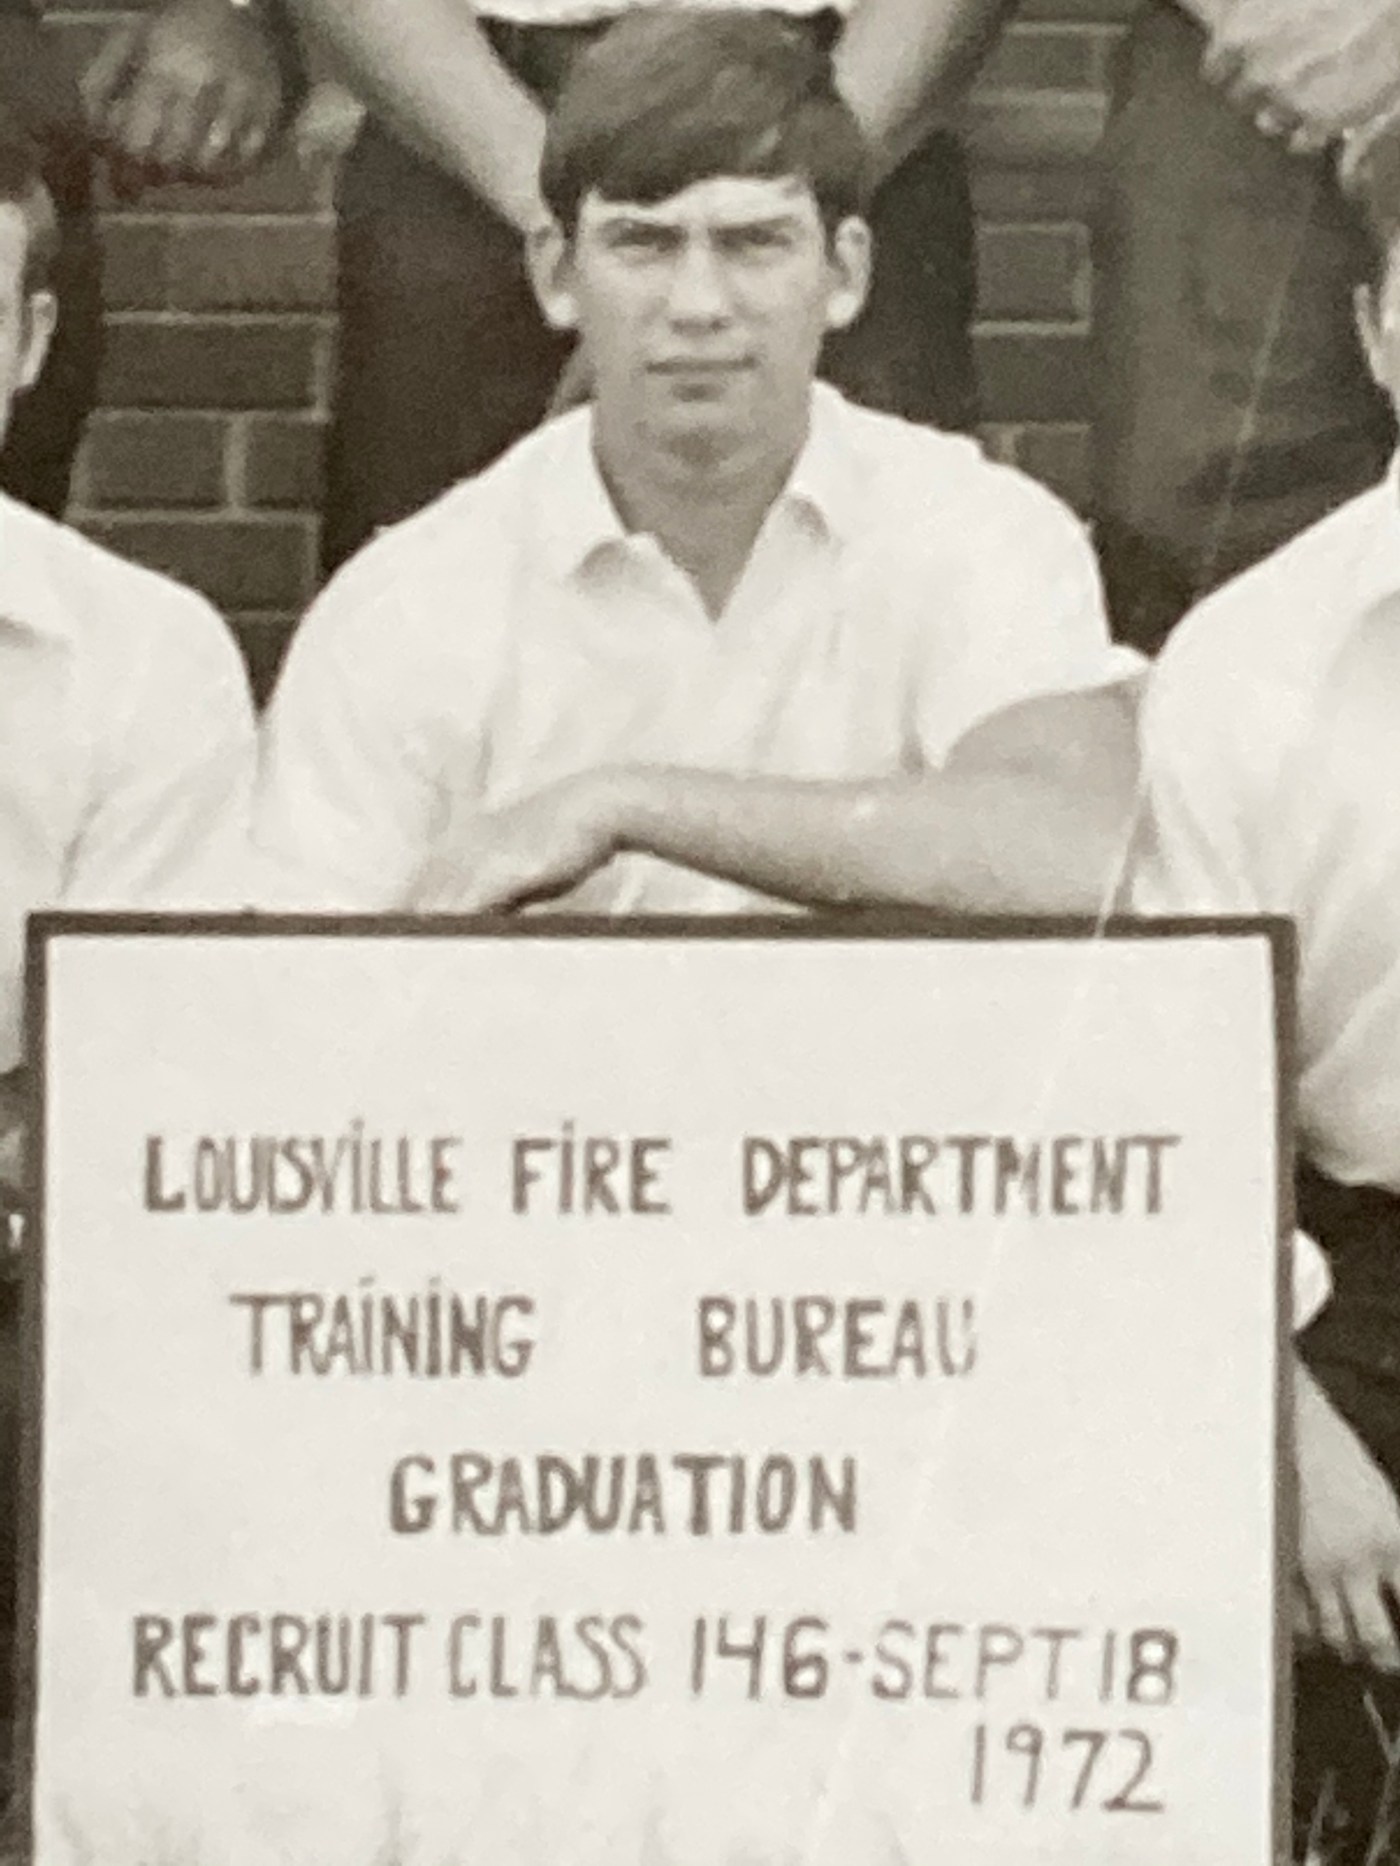 LOUISVILLE FIRE DEPARTMENT
TRAINING BUREAU
GRADUATION
RECRUIT CLASS 146-SEPT 18
1972